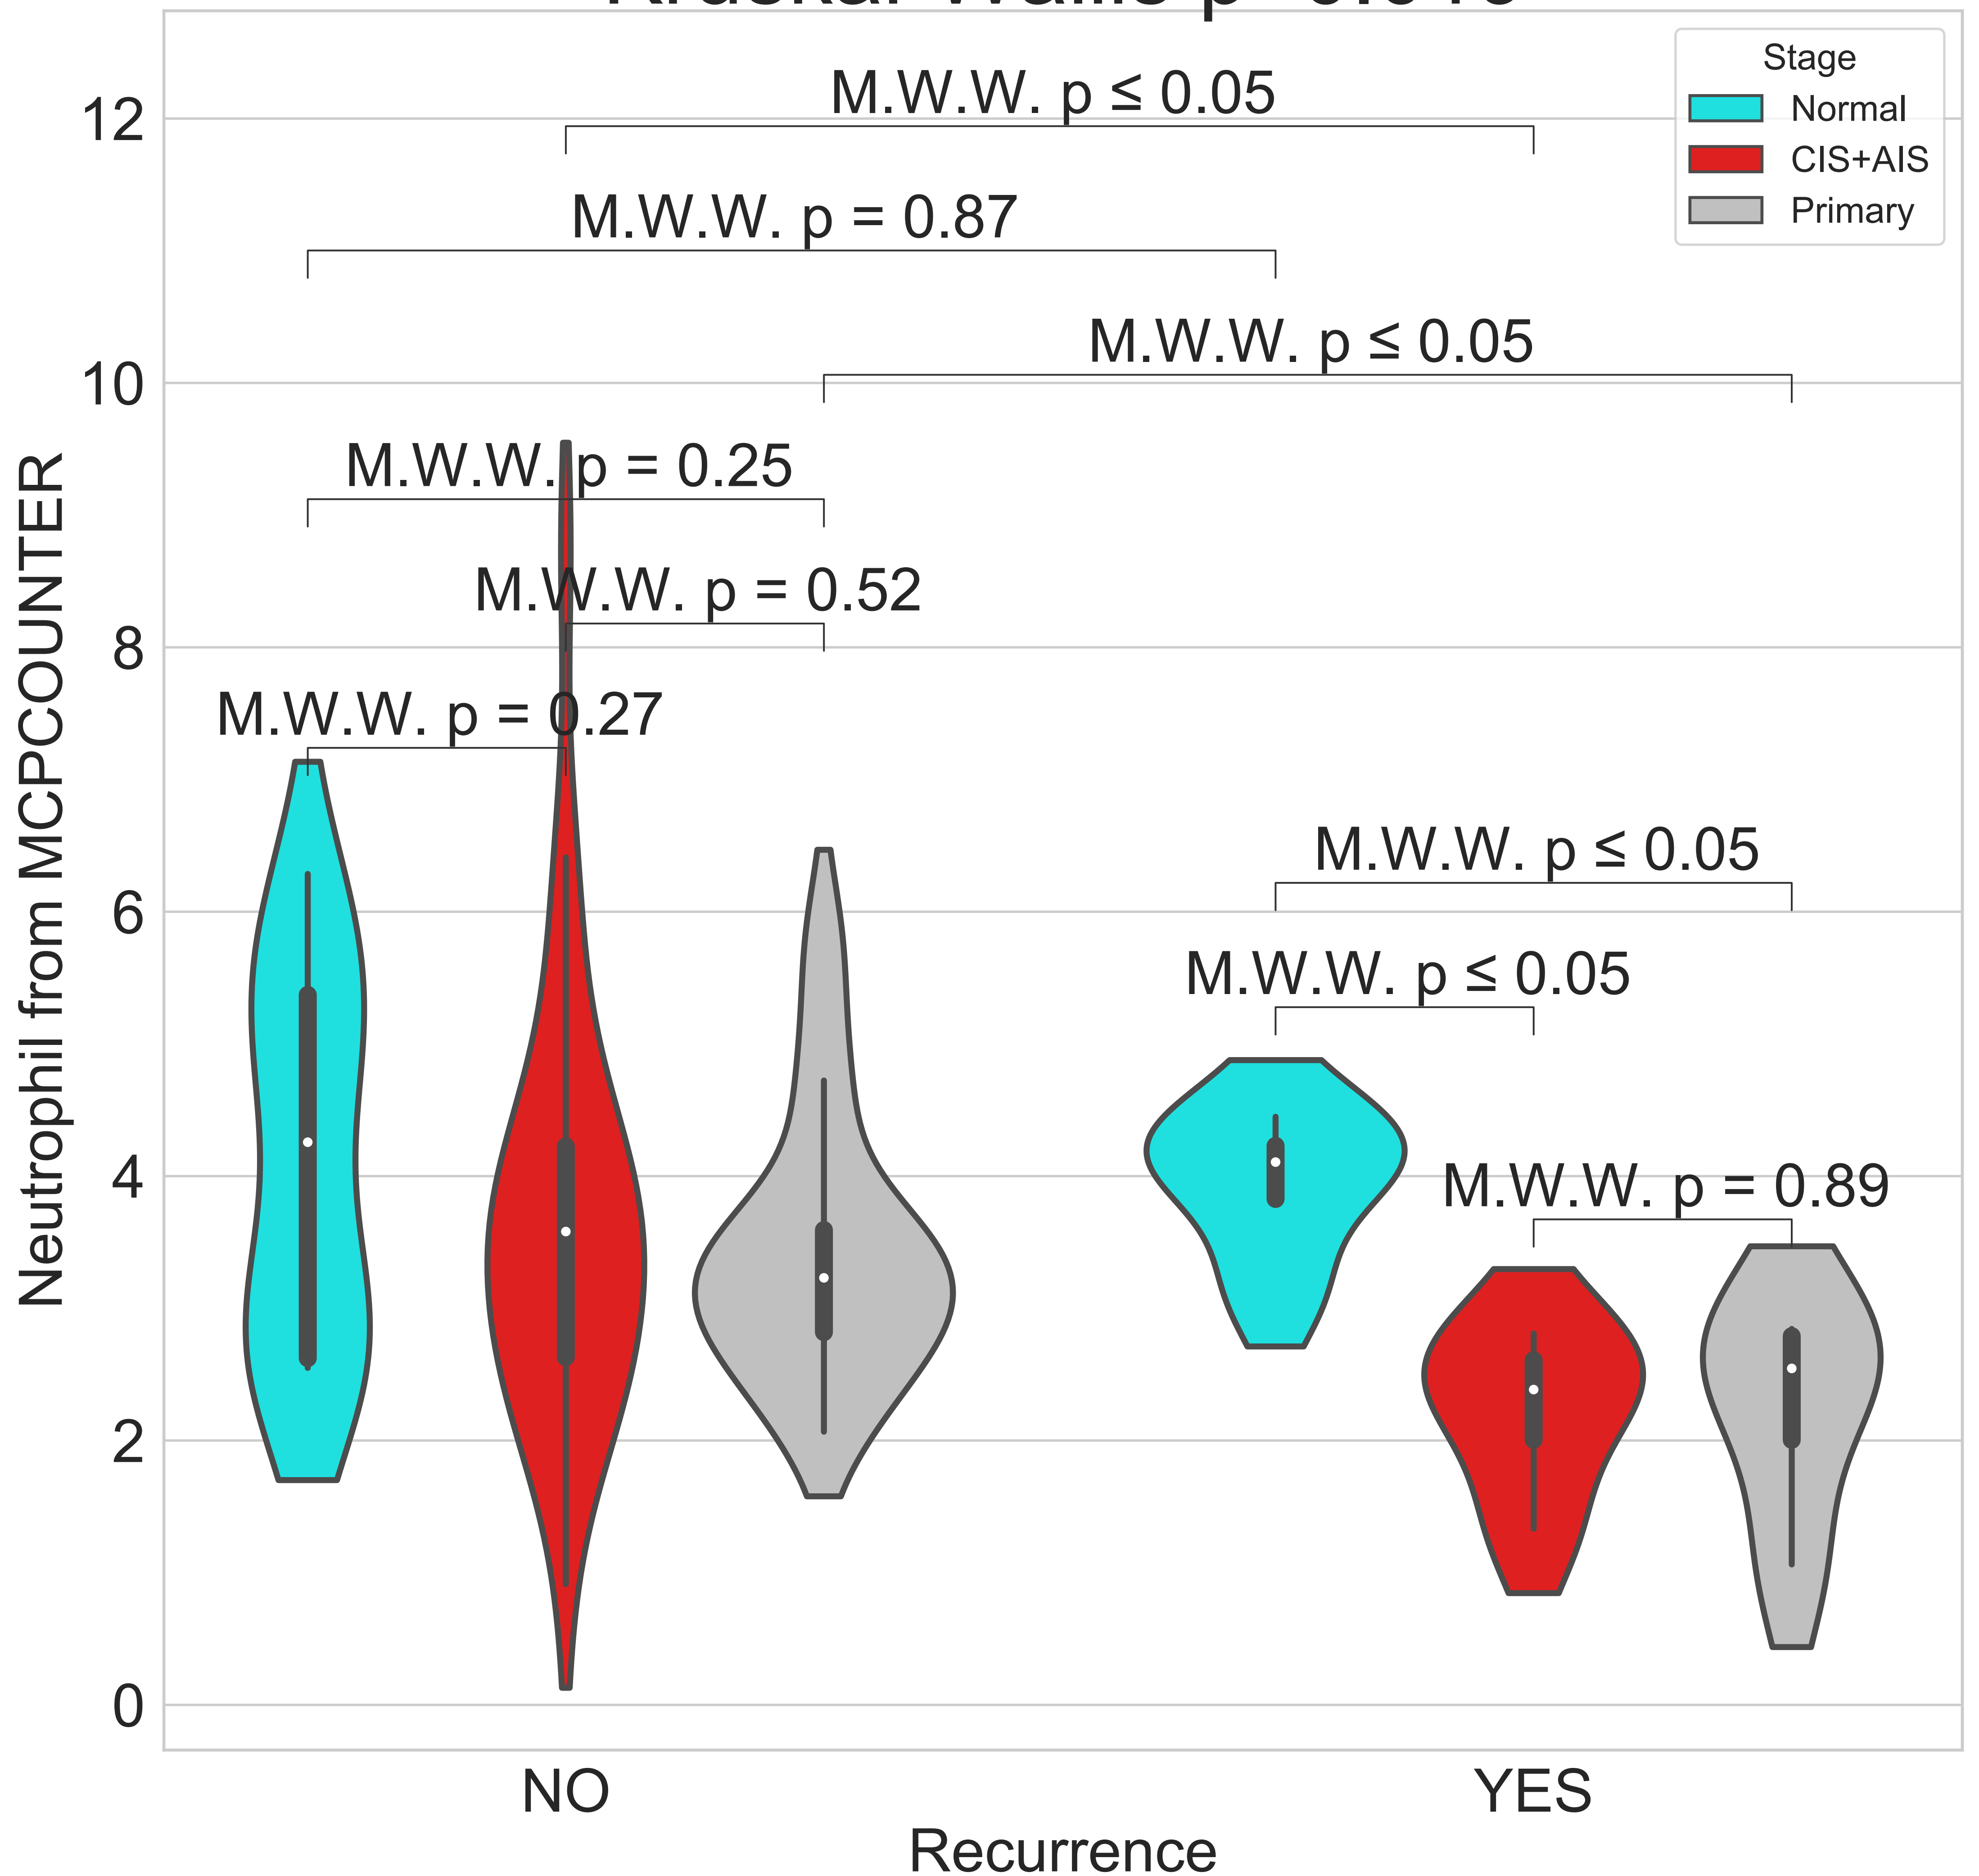 Stage
Normal
CIS+AIS
Primary
M.W.W. p ≤ 0.05
M.W.W. p = 0.87
M.W.W. p ≤ 0.05
M.W.W. p = 0.25
M.W.W. p = 0.52
M.W.W. p = 0.27
M.W.W. p ≤ 0.05
M.W.W. p ≤ 0.05
M.W.W. p = 0.89
12
10
8
6
4
2
0
Neutrophil from MCPCOUNTER
NO
YES
Recurrence